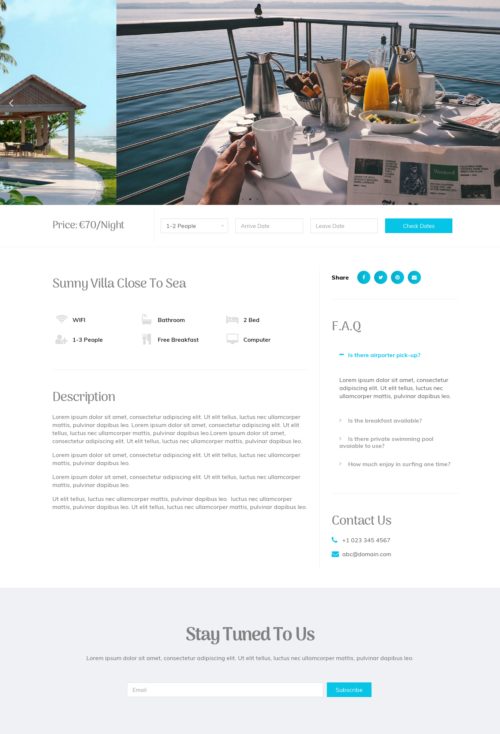 Weekend
Price: €70/Night
1-2 People
Arrive Date
Leave Date
Check Dates
Sunny Villa Close To Sea
WIFI
Bathroom
2 Bed
1-3 People
Free Breakfast
Computer
Description
Lorem ipsum dolor sit amet, consectetur adipiscing elit. Ut elit tellus, luctus nec ullamcorper
mattis, pulvinar dapibus leo. Lorem ipsum dolor sit amet, consectetur adipiscing elit. Ut elit
tellus, luctus nec ullamcorper mattis, pulvinar dapibus leo.Lorem ipsum dolor sit amet,
consectetur adipiscing elit. Ut elit tellus, luctus nec ullamcorper mattis, pulvinar dapibus leo.
Lorem ipsum dolor sit amet, consectetur adipiscing elit. Ut elit tellus, luctus nec ullamcorper
mattis, pulvinar dapibus leo.
Lorem ipsum dolor sit amet, consectetur adipiscing elit. Ut elit tellus, luctus nec ullamcorper
mattis, pulvinar dapibus leo.
Ut elit tellus, luctus nec ullamcorper mattis, pulvinar dapibus leo  luctus nec ullamcorper
mattis, pulvinar dapibus leo. Ut elit tellus, luctus nec ullamcorper mattis, pulvinar dapibus leo.
Share
F.A.Q
Is there airporter pick-up?
Lorem ipsum dolor sit amet, consectetur
adipiscing elit. Ut elit tellus, luctus nec
ullamcorper mattis, pulvinar dapibus leo.
Is the breakfast available?
Is there private swimming pool
avaiable to use?
How much enjoy in surfing one time?
Contact Us
+1 023 345 4567
abc@domain.com
Stay Tuned To Us
Lorem ipsum dolor sit amet, consectetur adipiscing elit. Ut elit tellus, luctus nec ullamcorper mattis, pulvinar dapibus leo.
Email
Subscribe